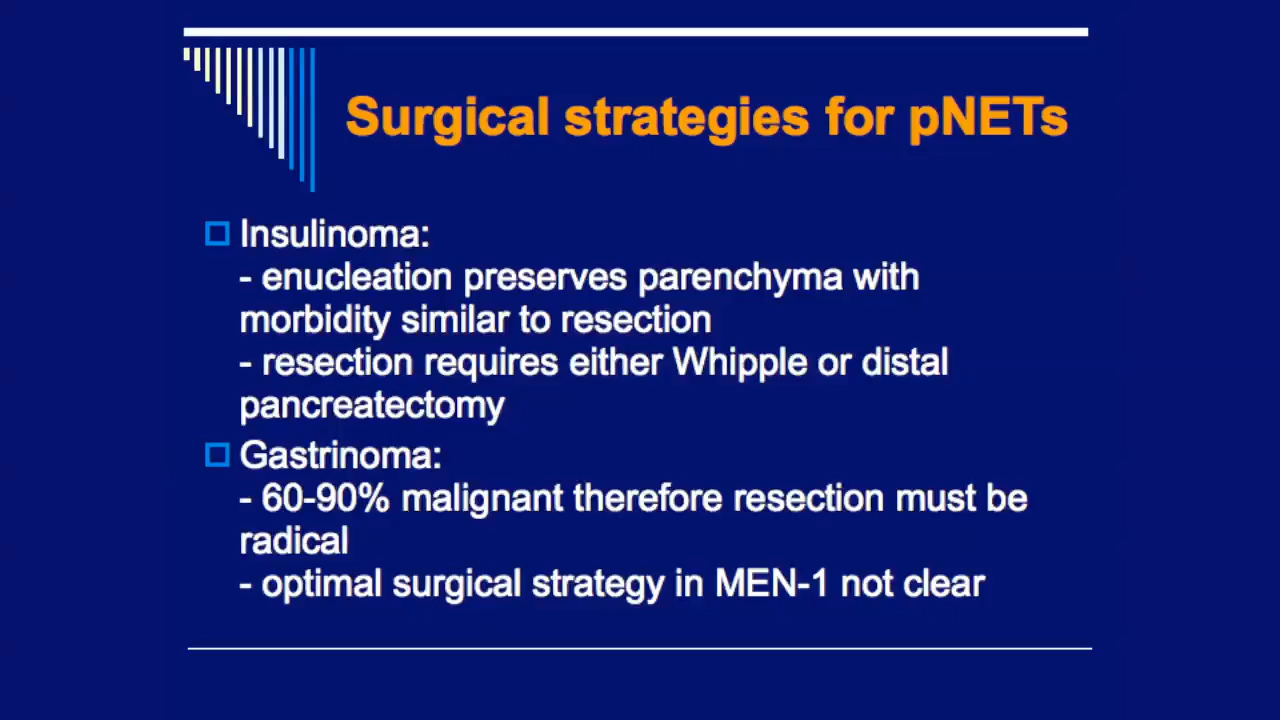 Surgical strategies for pNETs
Insulinoma:
- enucleation preserves parenchyma with
morbidity similar to resection
- resection requires either Whipple or distal
pancreatectomy
Gastrinoma:
- 60-90% malignant therefore resection must be
radical
- optimal surgical strategy in MEN-1 not clear